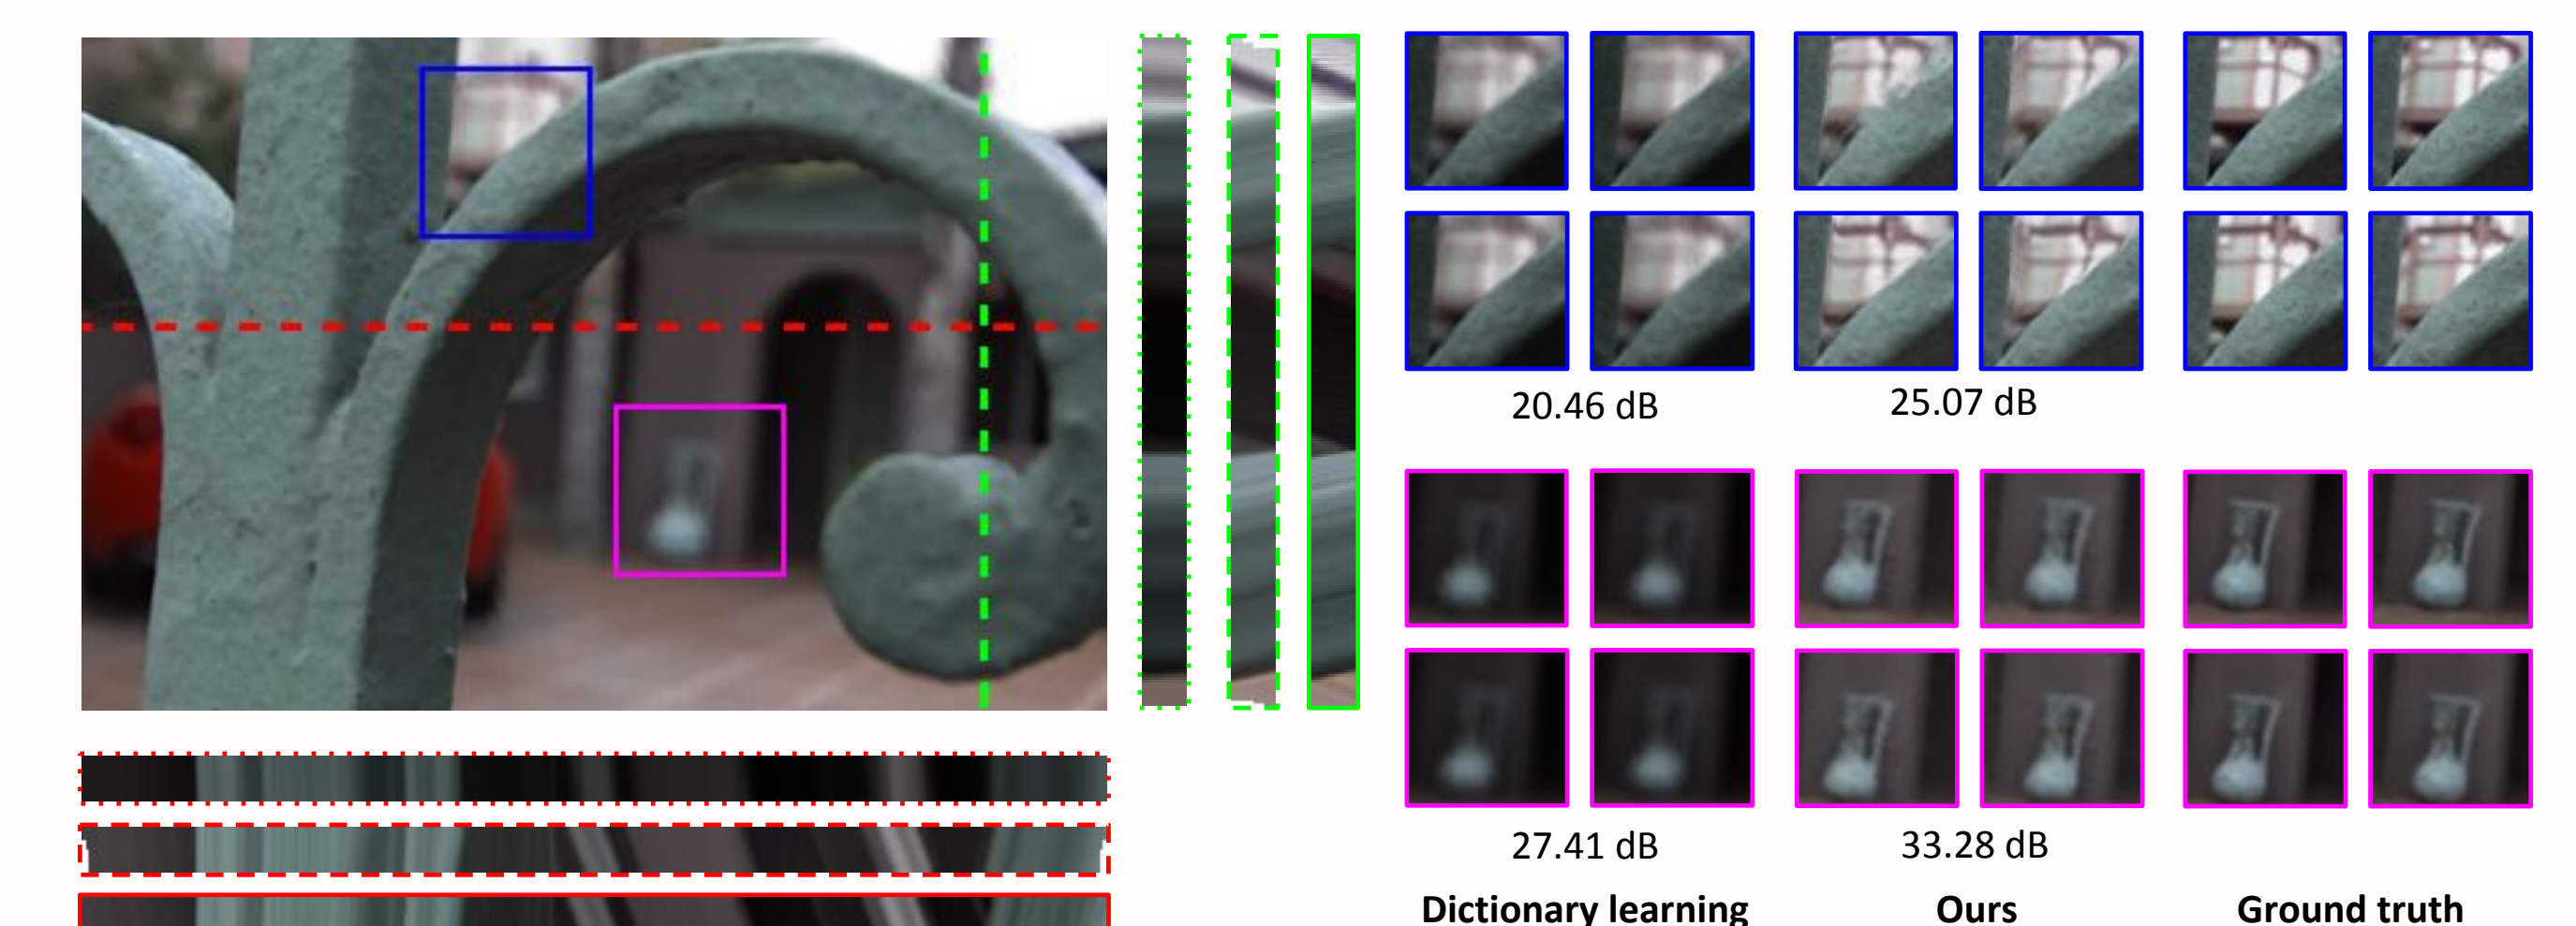 20.46 dB
25.07 dB
27.41 dB
33.28 dB
Dictionary learning
Ours
Ground truth